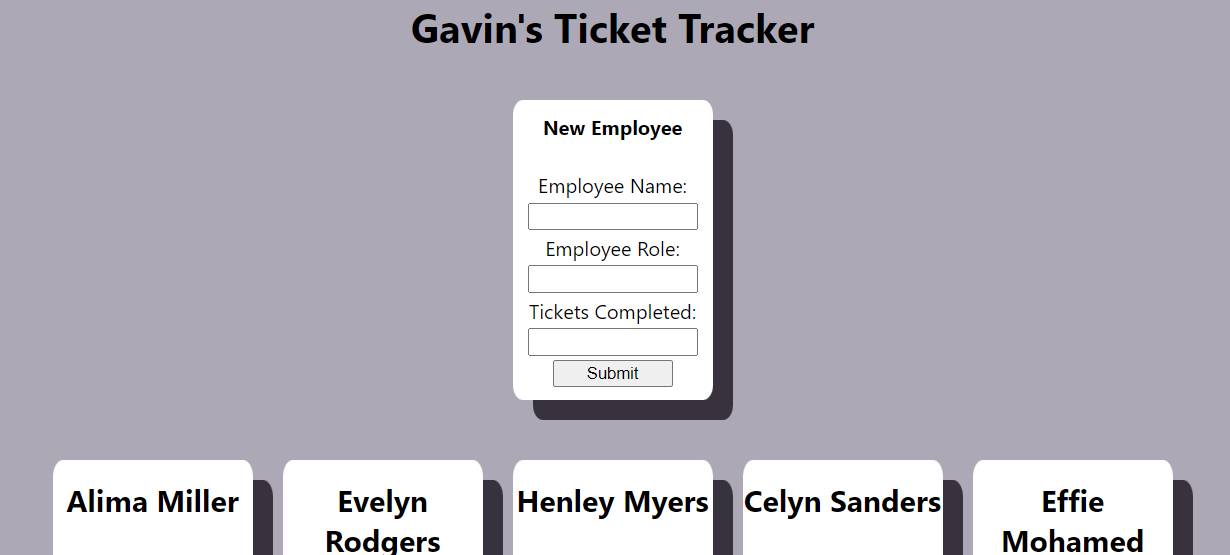 Gavin's Ticket Tracker
New Employee
Employee Name:
Employee Role:
Tickets Completed:
Submit
Alima Miller
Evelyn
Rodgers
Henley Myers
Celyn Sanders
Effie
Mohamed